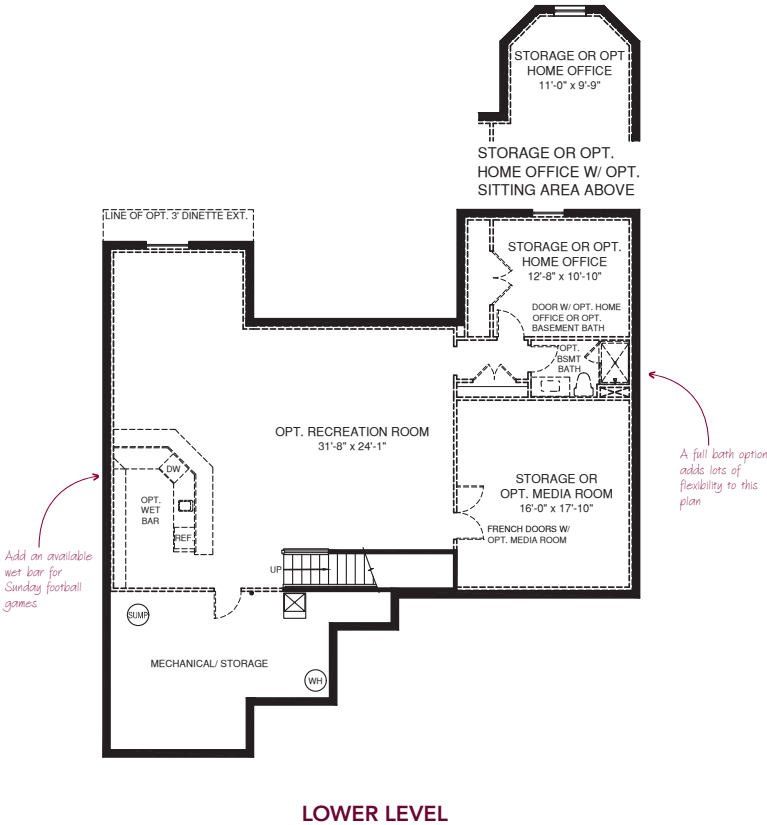 STORAGE OR OPT
HOME OFFICE
11'-0" x 9'-9"
STORAGE OR OPT.
HOME OFFICE W/ OPT.
SITTING AREA ABOVE
LINE OF OPT. 3' DINETTE EXT.
STORAGE OR OPT.
HOME OFFICE
12'-8" x 10'-10"
DOOR W/ OPT. HOME
OFFICE OR OPT.
BASEMENT BATH
OPT.
BSMT
BATH
OPT. RECREATION ROOM
31'-8" x 24'-1"
A full bath option
adds lots of
flexibility to this
plan
DW
OPT.
WET
BAR
REF
STORAGE OR
OPT. MEDIA ROOM
16'-0" x 17'-10"
FRENCH DOORS W/
OPT. MEDIA ROOM
Add an available
wet bar for
Sunday football
games
UP
SUMP
MECHANICAL/ STORAGE
WH
LOWER LEVEL